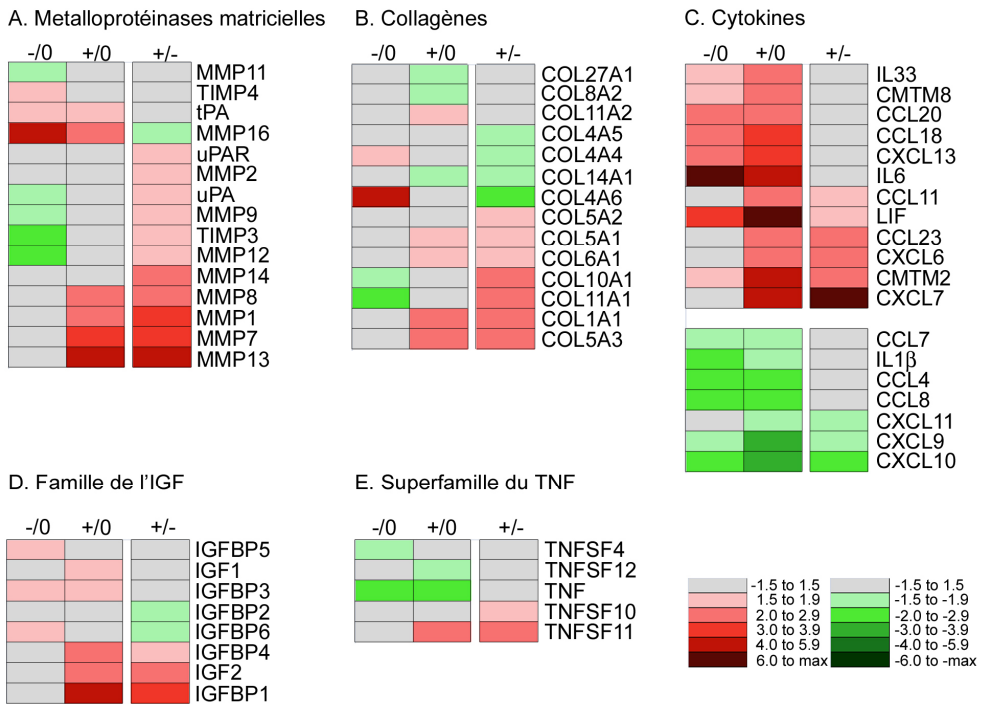 A. Metalloprotéinases matricielles
-/0 +/0 +/-
MMP11
TIMP4
tPA
MMP16
uPAR
MMP2
uPA
MMP9
TIMP3
MMP12
MMP14
MMP8
MMP1
MMP7
MMP13
B. Collagènes
-/0 +/0 +/-
COL27A1
COL8A2
COL11A2
COL4A5
COL4A4
COL14A1
COL4A6
COL5A2
COL5A1
COL6A1
COL10A1
COL11A1
COL1A1
COL5A3
C. Cytokines
-/0 +/0 +/-
IL33
CMTM8
CCL20
CCL18
CXCL13
IL6
CCL11
LIF
CCL23
CXCL6
CMTM2
CXCL7
CCL7
IL1β
CCL4
CCL8
CXCL11
CXCL9
CXCL10
D. Famille de l'IGF
-/0 +/0 +/-
IGFBP5
IGF1
IGFBP3
IGFBP2
IGFBP6
IGFBP4
IGF2
IGFBP1
E. Superfamille du TNF
-/0 +/0 +/-
TNFSF4
TNFSF12
TNF
TNFSF10
TNFSF11
-1.5 to 1.5
1.5 to 1.9
2.0 to 2.9
3.0 to 3.9
4.0 to 5.9
6.0 to max
-1.5 to 1.5
-1.5 to -1.9
-2.0 to -2.9
-3.0 to -3.9
-4.0 to -5.9
-6.0 to -max